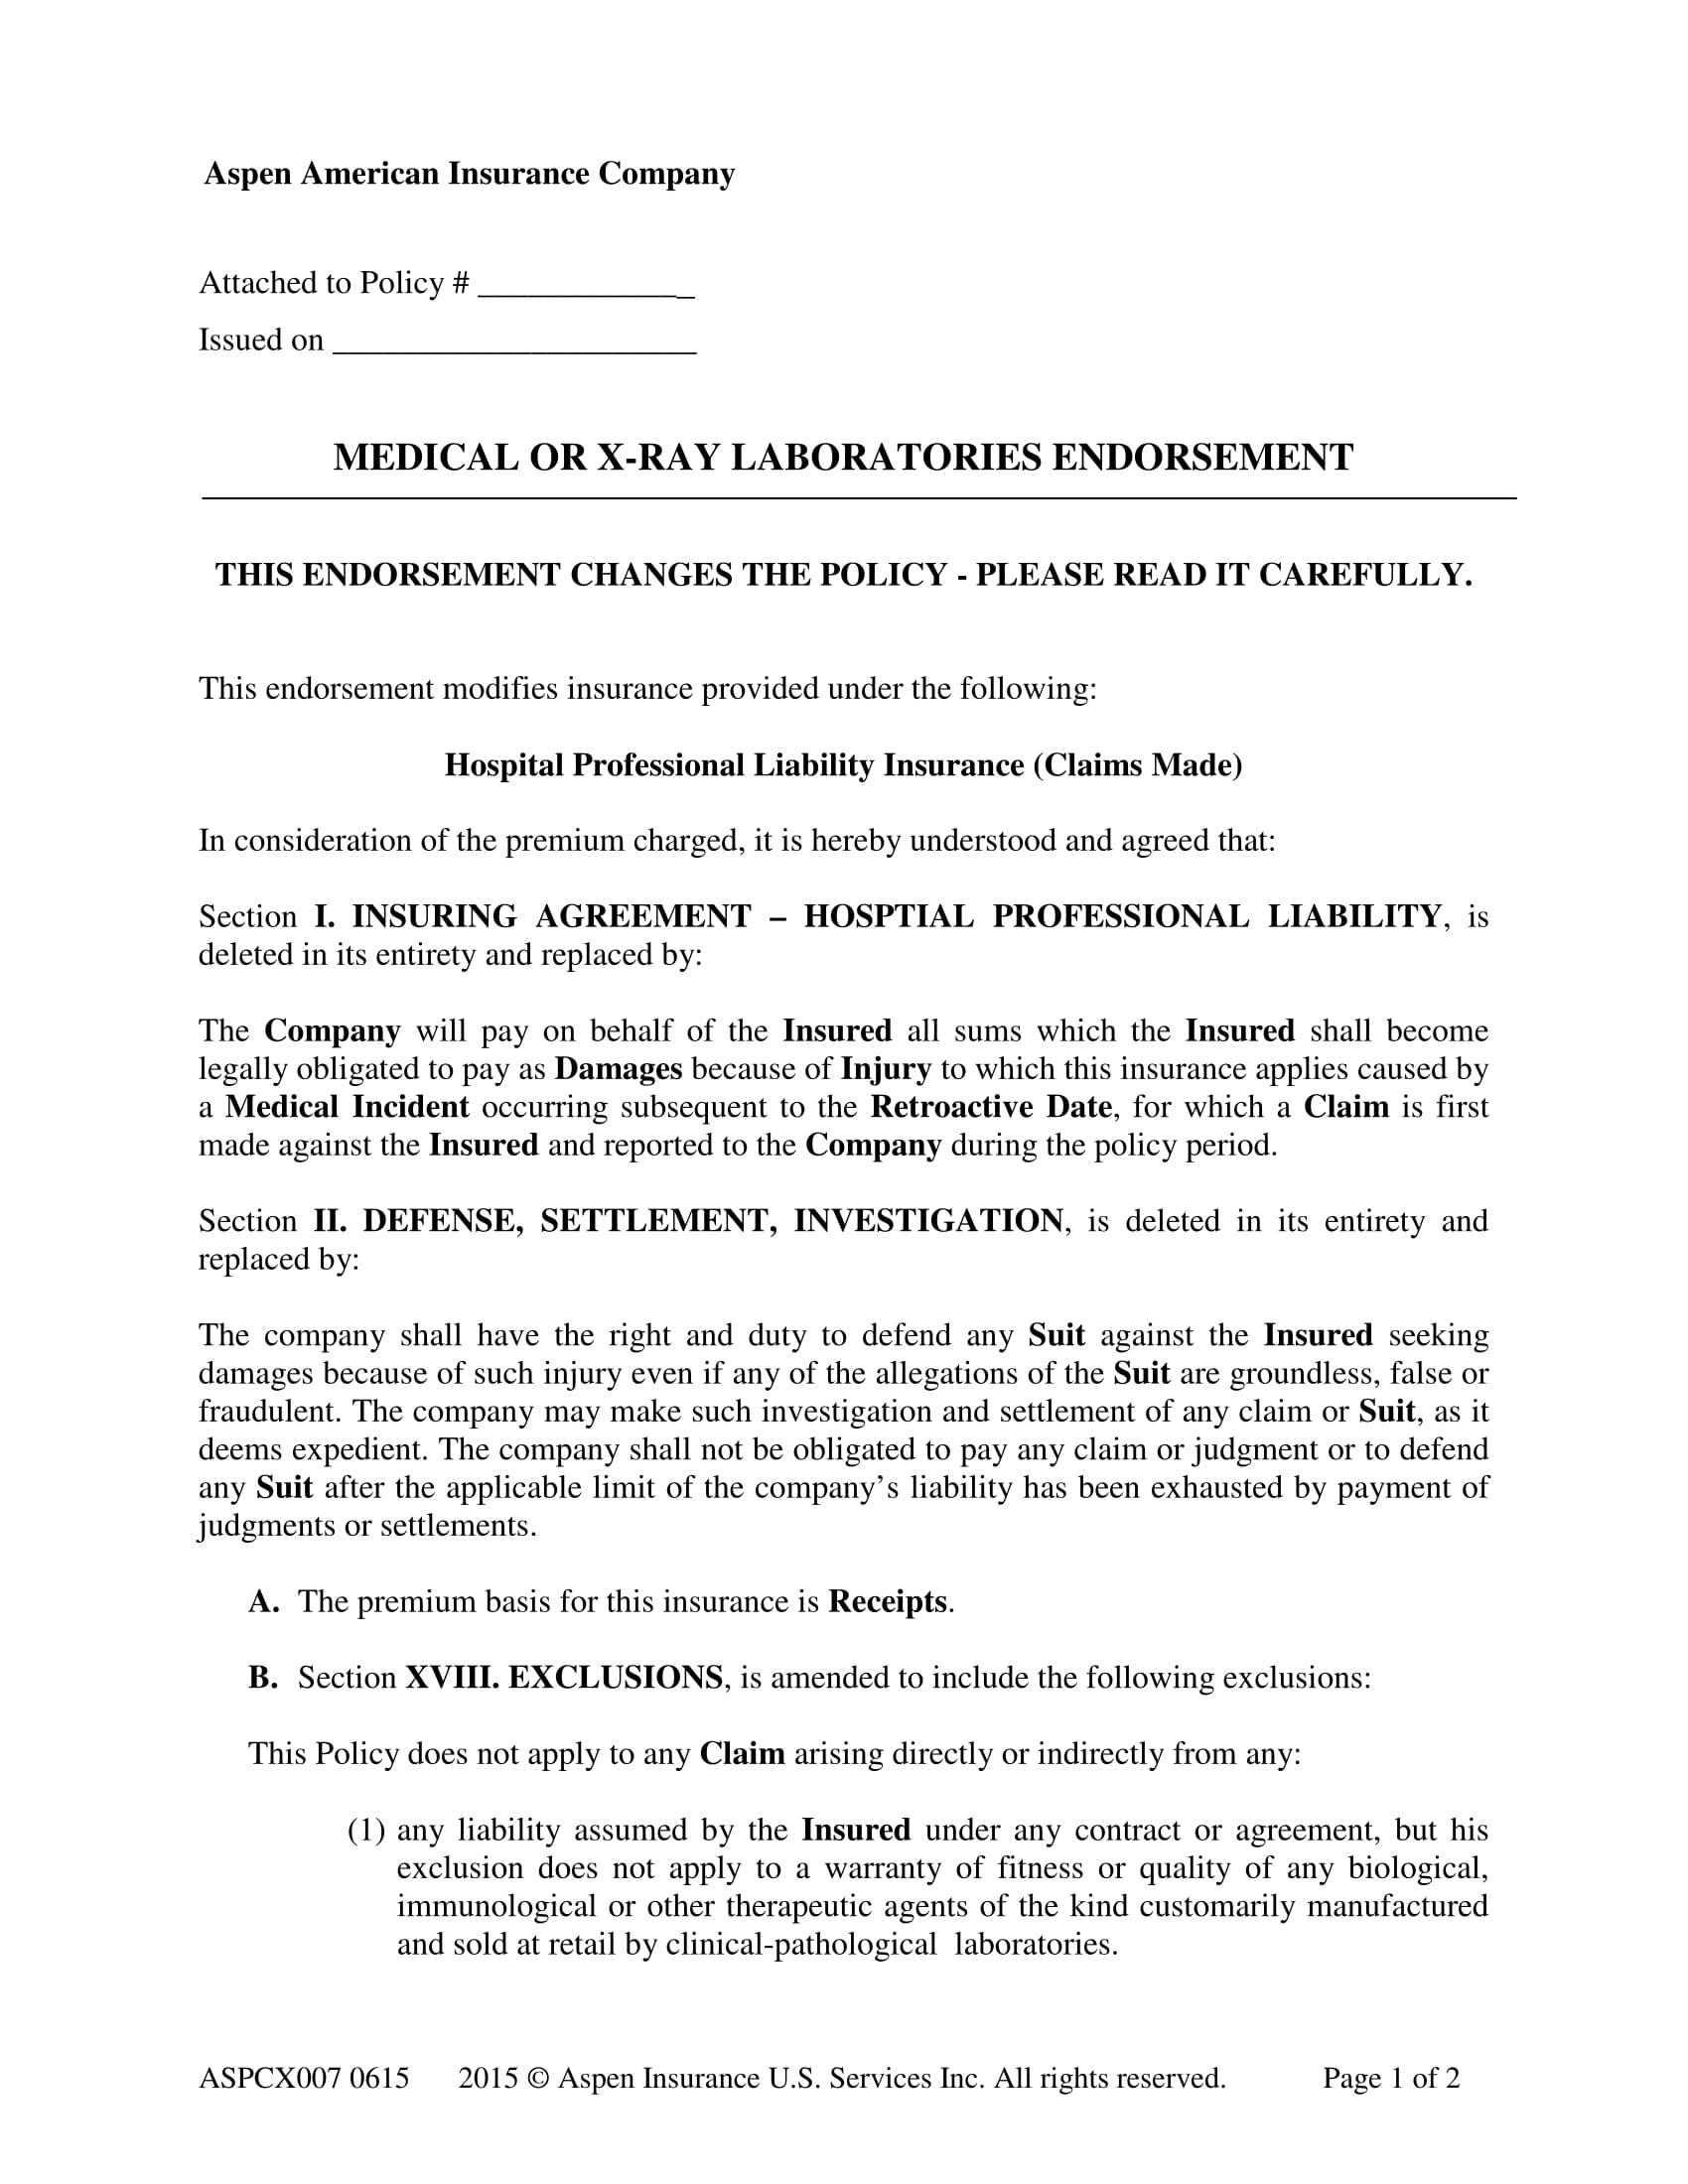 Aspen American Insurance Company
Attached to Policy # _____________
Issued on ______________________
MEDICAL OR X-RAY LABORATORIES ENDORSEMENT
THIS ENDORSEMENT CHANGES THE POLICY - PLEASE READ IT CAREFULLY.
This endorsement modifies insurance provided under the following:
Hospital Professional Liability Insurance (Claims Made)
In consideration of the premium charged, it is hereby understood and agreed that:
Section I. INSURING AGREEMENT – HOSPTIAL PROFESSIONAL LIABILITY, is
deleted in its entirety and replaced by:
The Company will pay on behalf of the Insured all sums which the Insured shall become
legally obligated to pay as Damages because of Injury to which this insurance applies caused by
a Medical Incident occurring subsequent to the Retroactive Date, for which a Claim is first
made against the Insured and reported to the Company during the policy period.
Section II. DEFENSE, SETTLEMENT, INVESTIGATION, is deleted in its entirety and
replaced by:
The company shall have the right and duty to defend any Suit against the Insured seeking
damages because of such injury even if any of the allegations of the Suit are groundless, false or
fraudulent. The company may make such investigation and settlement of any claim or Suit, as it
deems expedient. The company shall not be obligated to pay any claim or judgment or to defend
any Suit after the applicable limit of the company’s liability has been exhausted by payment of
judgments or settlements.
A. The premium basis for this insurance is Receipts.
B. Section XVIII. EXCLUSIONS, is amended to include the following exclusions:
This Policy does not apply to any Claim arising directly or indirectly from any:
(1) any liability assumed by the Insured under any contract or agreement, but his
exclusion does not apply to a warranty of fitness or quality of any biological,
immunological or other therapeutic agents of the kind customarily manufactured
and sold at retail by clinical-pathological laboratories.
ASPCX007 0615 2015 © Aspen Insurance U.S. Services Inc. All rights reserved. Page 1 of 2